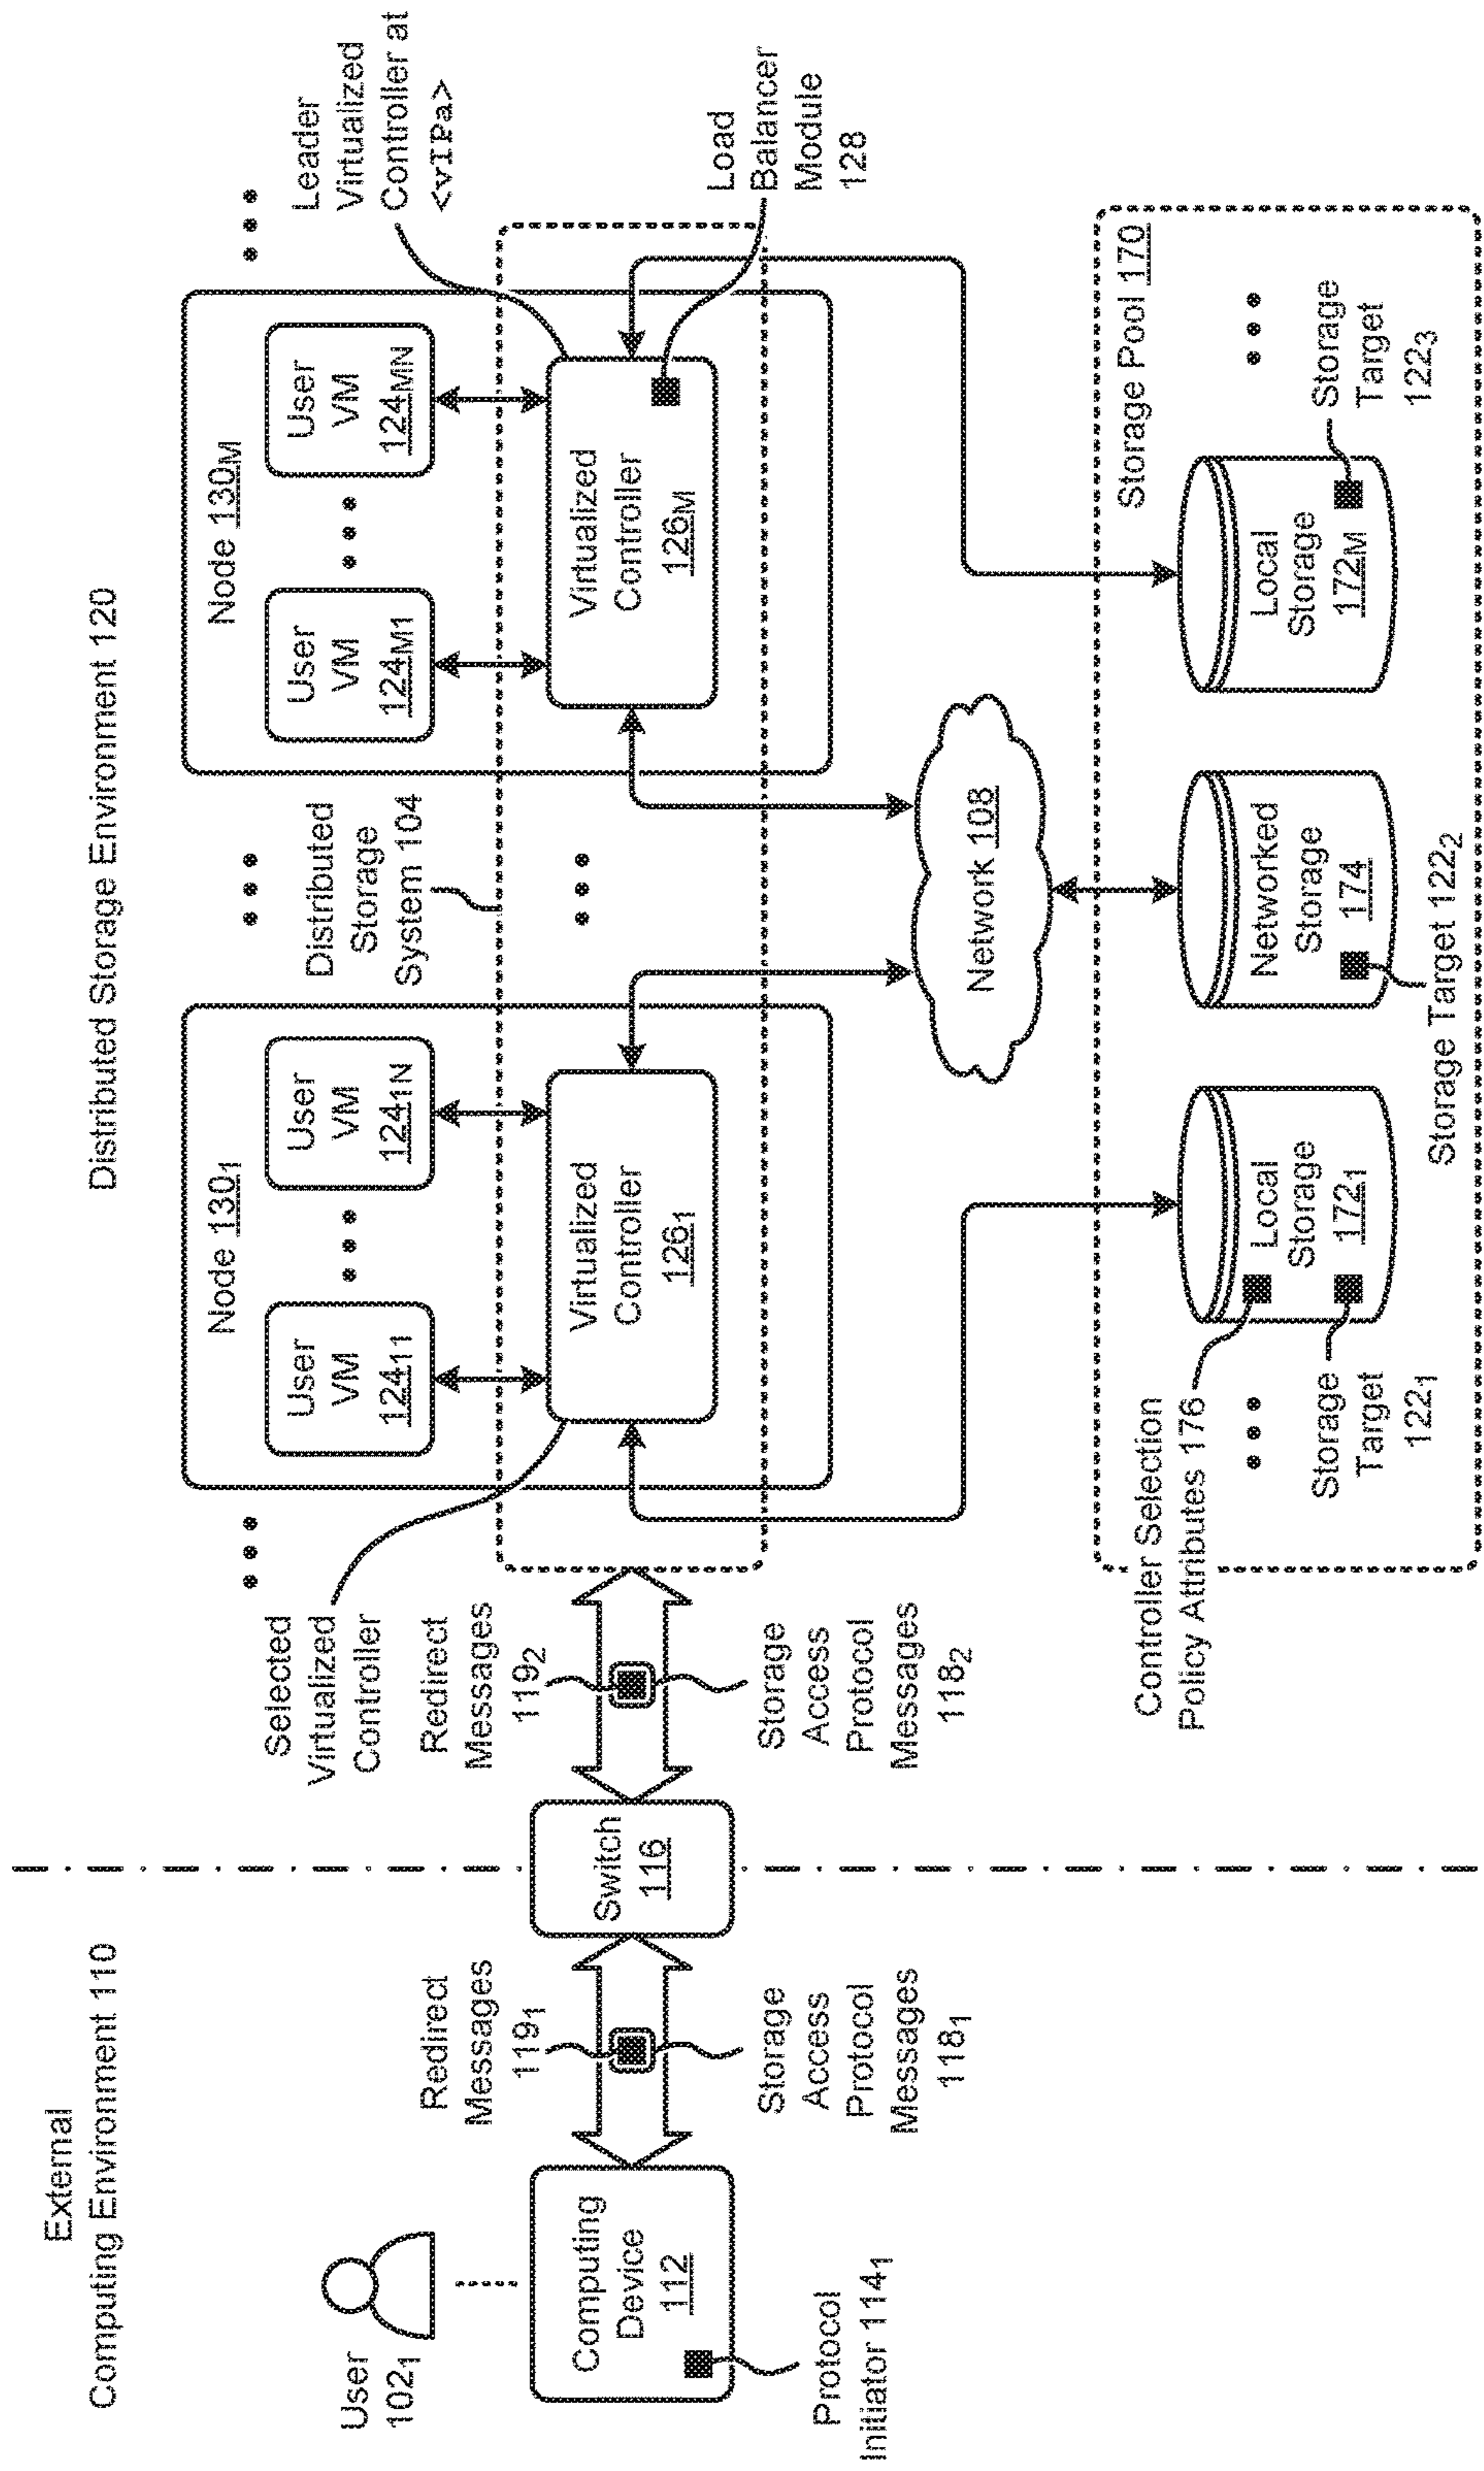 External
Computing Environment 110
User
102₁
Computing
Device
112
Protocol
Initiator 114₁
Redirect
Messages
119₁
Storage
Access
Protocol
Messages
118₁
Switch
116
Distributed Storage Environment 120
Selected
Virtualized
Controller
Redirect
Messages
119₂
Storage
Access
Protocol
Messages
118₂
Node 130₁
User
VM
124₁₁
User
VM
124₁N
Virtualized
Controller
126₁
Distributed
Storage
System 104
Node 130M
User
VM
124M1
User
VM
124MN
Virtualized
Controller
126M
Leader
Virtualized
Controller at
<vIPa>
Load
Balancer
Module
128
Network 108
Storage Pool 170
Controller Selection
Policy Attributes 176
Local
Storage
172₁
Storage
Target
122₁
Networked
Storage
174
Storage Target 122₂
Local
Storage
172M
Storage
Target
122₃